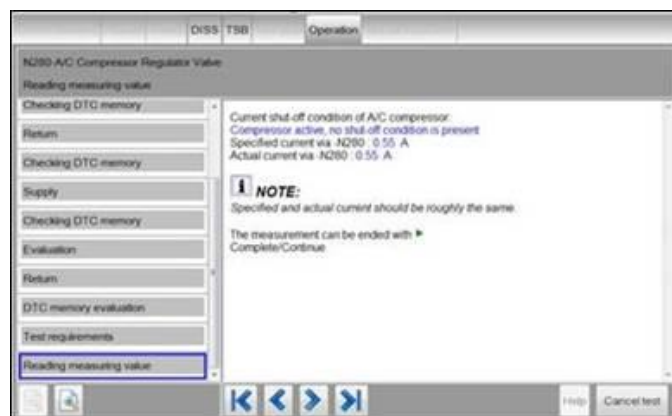 DISS TSB Operation
N280-A/C Compressor Regulator Valve
Reading measuring value
Checking DTC memory
Return
Checking DTC memory
Supply
Checking DTC memory
Evaluation
Return
DTC memory evaluation
Test requirements
Reading measuring value
Current shut-off condition of A/C compressor:
Compressor active, no shut-off condition is present
Specified current via -N280 : 0.55 A
Actual current via -N280 : 0.55 A
i NOTE:
Specified and actual current should be roughly the same.
The measurement can be ended with ▶
Complete/Continue
Help Cancel test